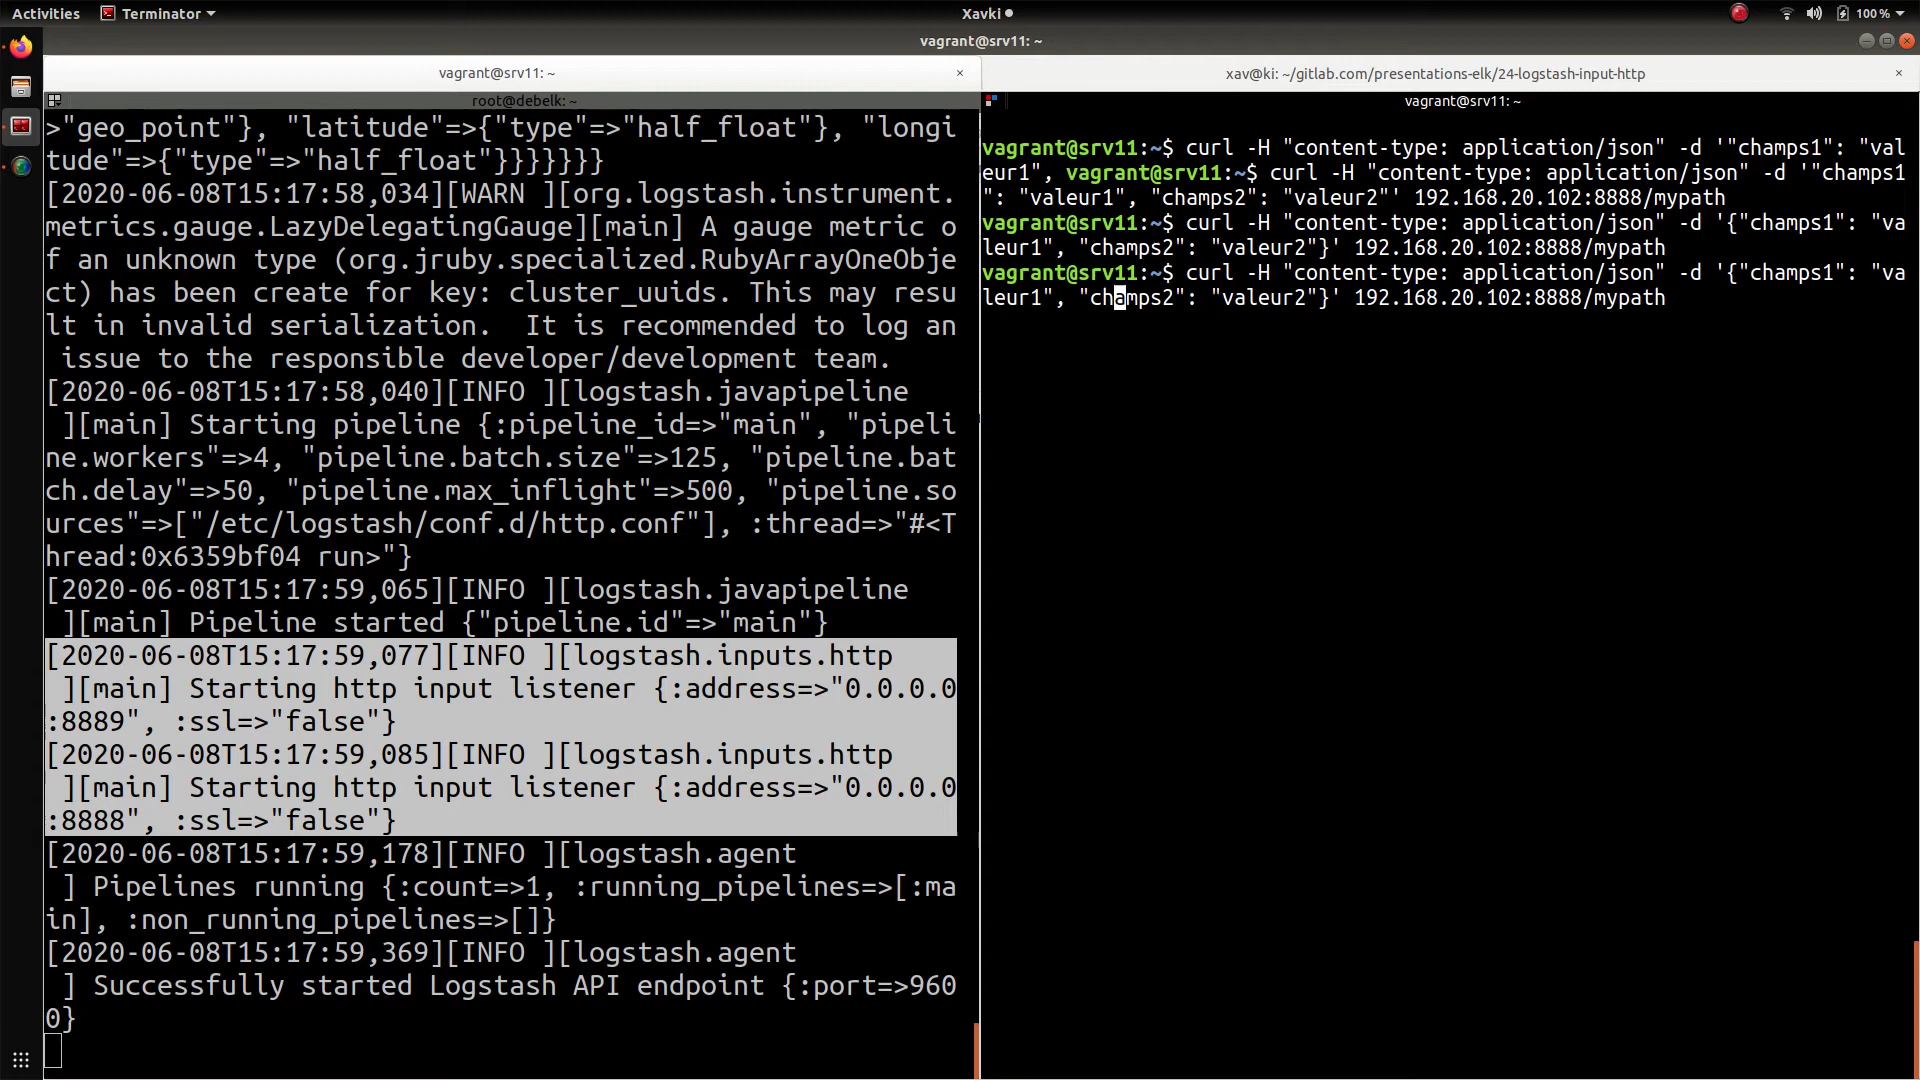 Activities
Terminator
Xavki
100 %
vagrant@srv11: ~
vagrant@srv11: ~
×
xav@ki: ~/gitlab.com/presentations-elk/24-logstash-input-http
×
root@debelk: ~
>"geo_point"}, "latitude"=>{"type"=>"half_float"}, "longi
tude"=>{"type"=>"half_float"}}}}}}}
[2020-06-08T15:17:58,034][WARN ][org.logstash.instrument.
metrics.gauge.LazyDelegatingGauge][main] A gauge metric o
f an unknown type (org.jruby.specialized.RubyArrayOneObje
ct) has been create for key: cluster_uuids. This may resu
lt in invalid serialization.  It is recommended to log an
 issue to the responsible developer/development team.
[2020-06-08T15:17:58,040][INFO ][logstash.javapipeline
 ][main] Starting pipeline {:pipeline_id=>"main", "pipeli
ne.workers"=>4, "pipeline.batch.size"=>125, "pipeline.bat
ch.delay"=>50, "pipeline.max_inflight"=>500, "pipeline.so
urces"=>["/etc/logstash/conf.d/http.conf"], :thread=>"#<T
hread:0x6359bf04 run>"}
[2020-06-08T15:17:59,065][INFO ][logstash.javapipeline
 ][main] Pipeline started {"pipeline.id"=>"main"}
[2020-06-08T15:17:59,077][INFO ][logstash.inputs.http
 ][main] Starting http input listener {:address=>"0.0.0.0
:8889", :ssl=>"false"}
[2020-06-08T15:17:59,085][INFO ][logstash.inputs.http
 ][main] Starting http input listener {:address=>"0.0.0.0
:8888", :ssl=>"false"}
[2020-06-08T15:17:59,178][INFO ][logstash.agent
 ] Pipelines running {:count=>1, :running_pipelines=>[:ma
in], :non_running_pipelines=>[]}
[2020-06-08T15:17:59,369][INFO ][logstash.agent
 ] Successfully started Logstash API endpoint {:port=>960
0}
vagrant@srv11: ~
vagrant@srv11:~$ curl -H "content-type: application/json" -d '"champs1": "val
eur1", vagrant@srv11:~$ curl -H "content-type: application/json" -d '"champs1
": "valeur1", "champs2": "valeur2"' 192.168.20.102:8888/mypath
vagrant@srv11:~$ curl -H "content-type: application/json" -d '{"champs1": "va
leur1", "champs2": "valeur2"}' 192.168.20.102:8888/mypath
vagrant@srv11:~$ curl -H "content-type: application/json" -d '{"champs1": "va
leur1", "champs2": "valeur2"}' 192.168.20.102:8888/mypath